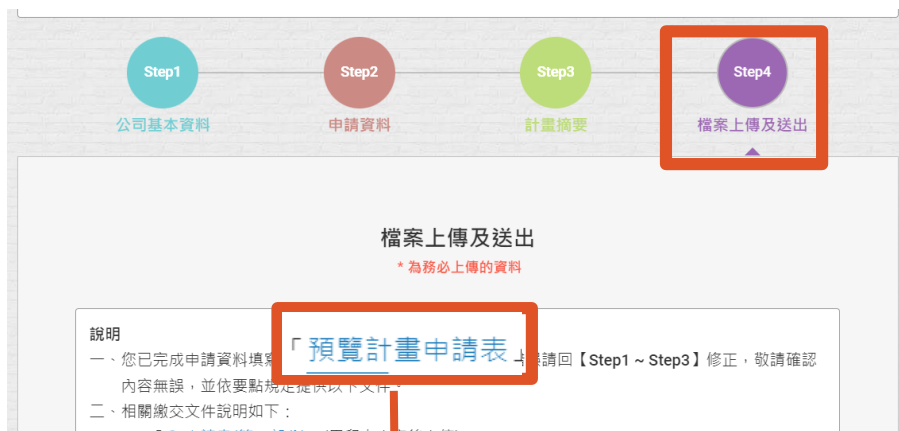 Step1
Step2
Step3
Step4
公司基本資料
申請資料
計畫摘要
檔案上傳及送出
檔案上傳及送出
* 為務必上傳的資料
說明
一、您已完成申請資料填 「預覽計畫申請表」 請回【Step1 ~ Step3】修正，敬請確認
內容無誤，並依要點規定提供以下文件。
二、相關繳交文件說明如下：